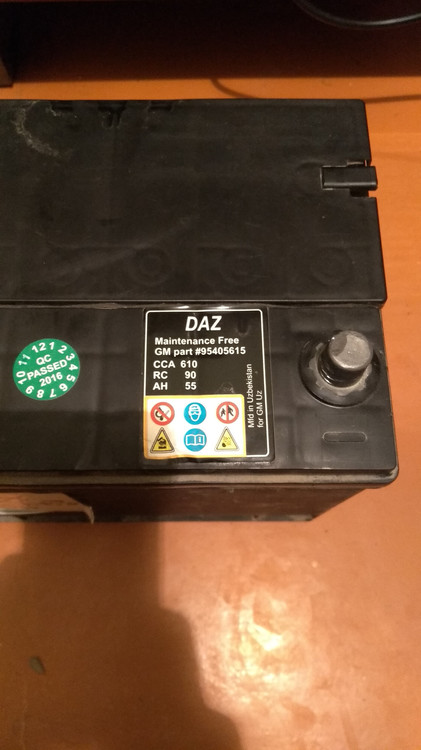 DAZ
Maintenance Free
GM part #95405615
CCA 610
RC 90
AH 55
Mfd in Uzbekistan
for GM Uz
QC
PASSED
2016
1 2 3 4 5 6 7 8 9 10 11 12